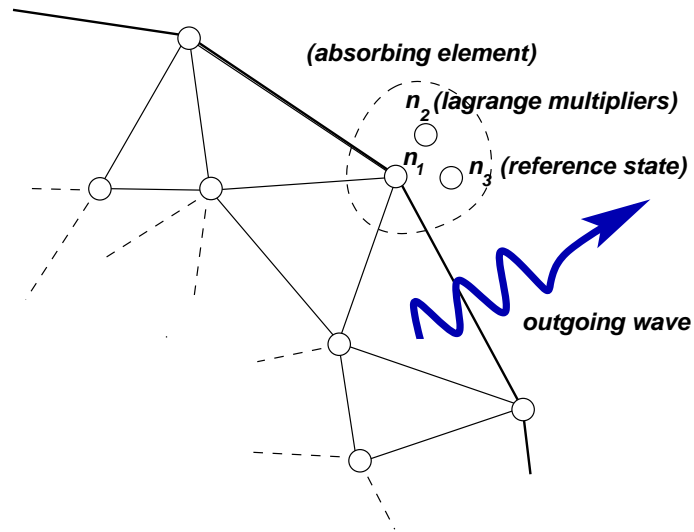 (absorbing element)
n2 (lagrange multipliers)
n1
n3 (reference state)
outgoing wave